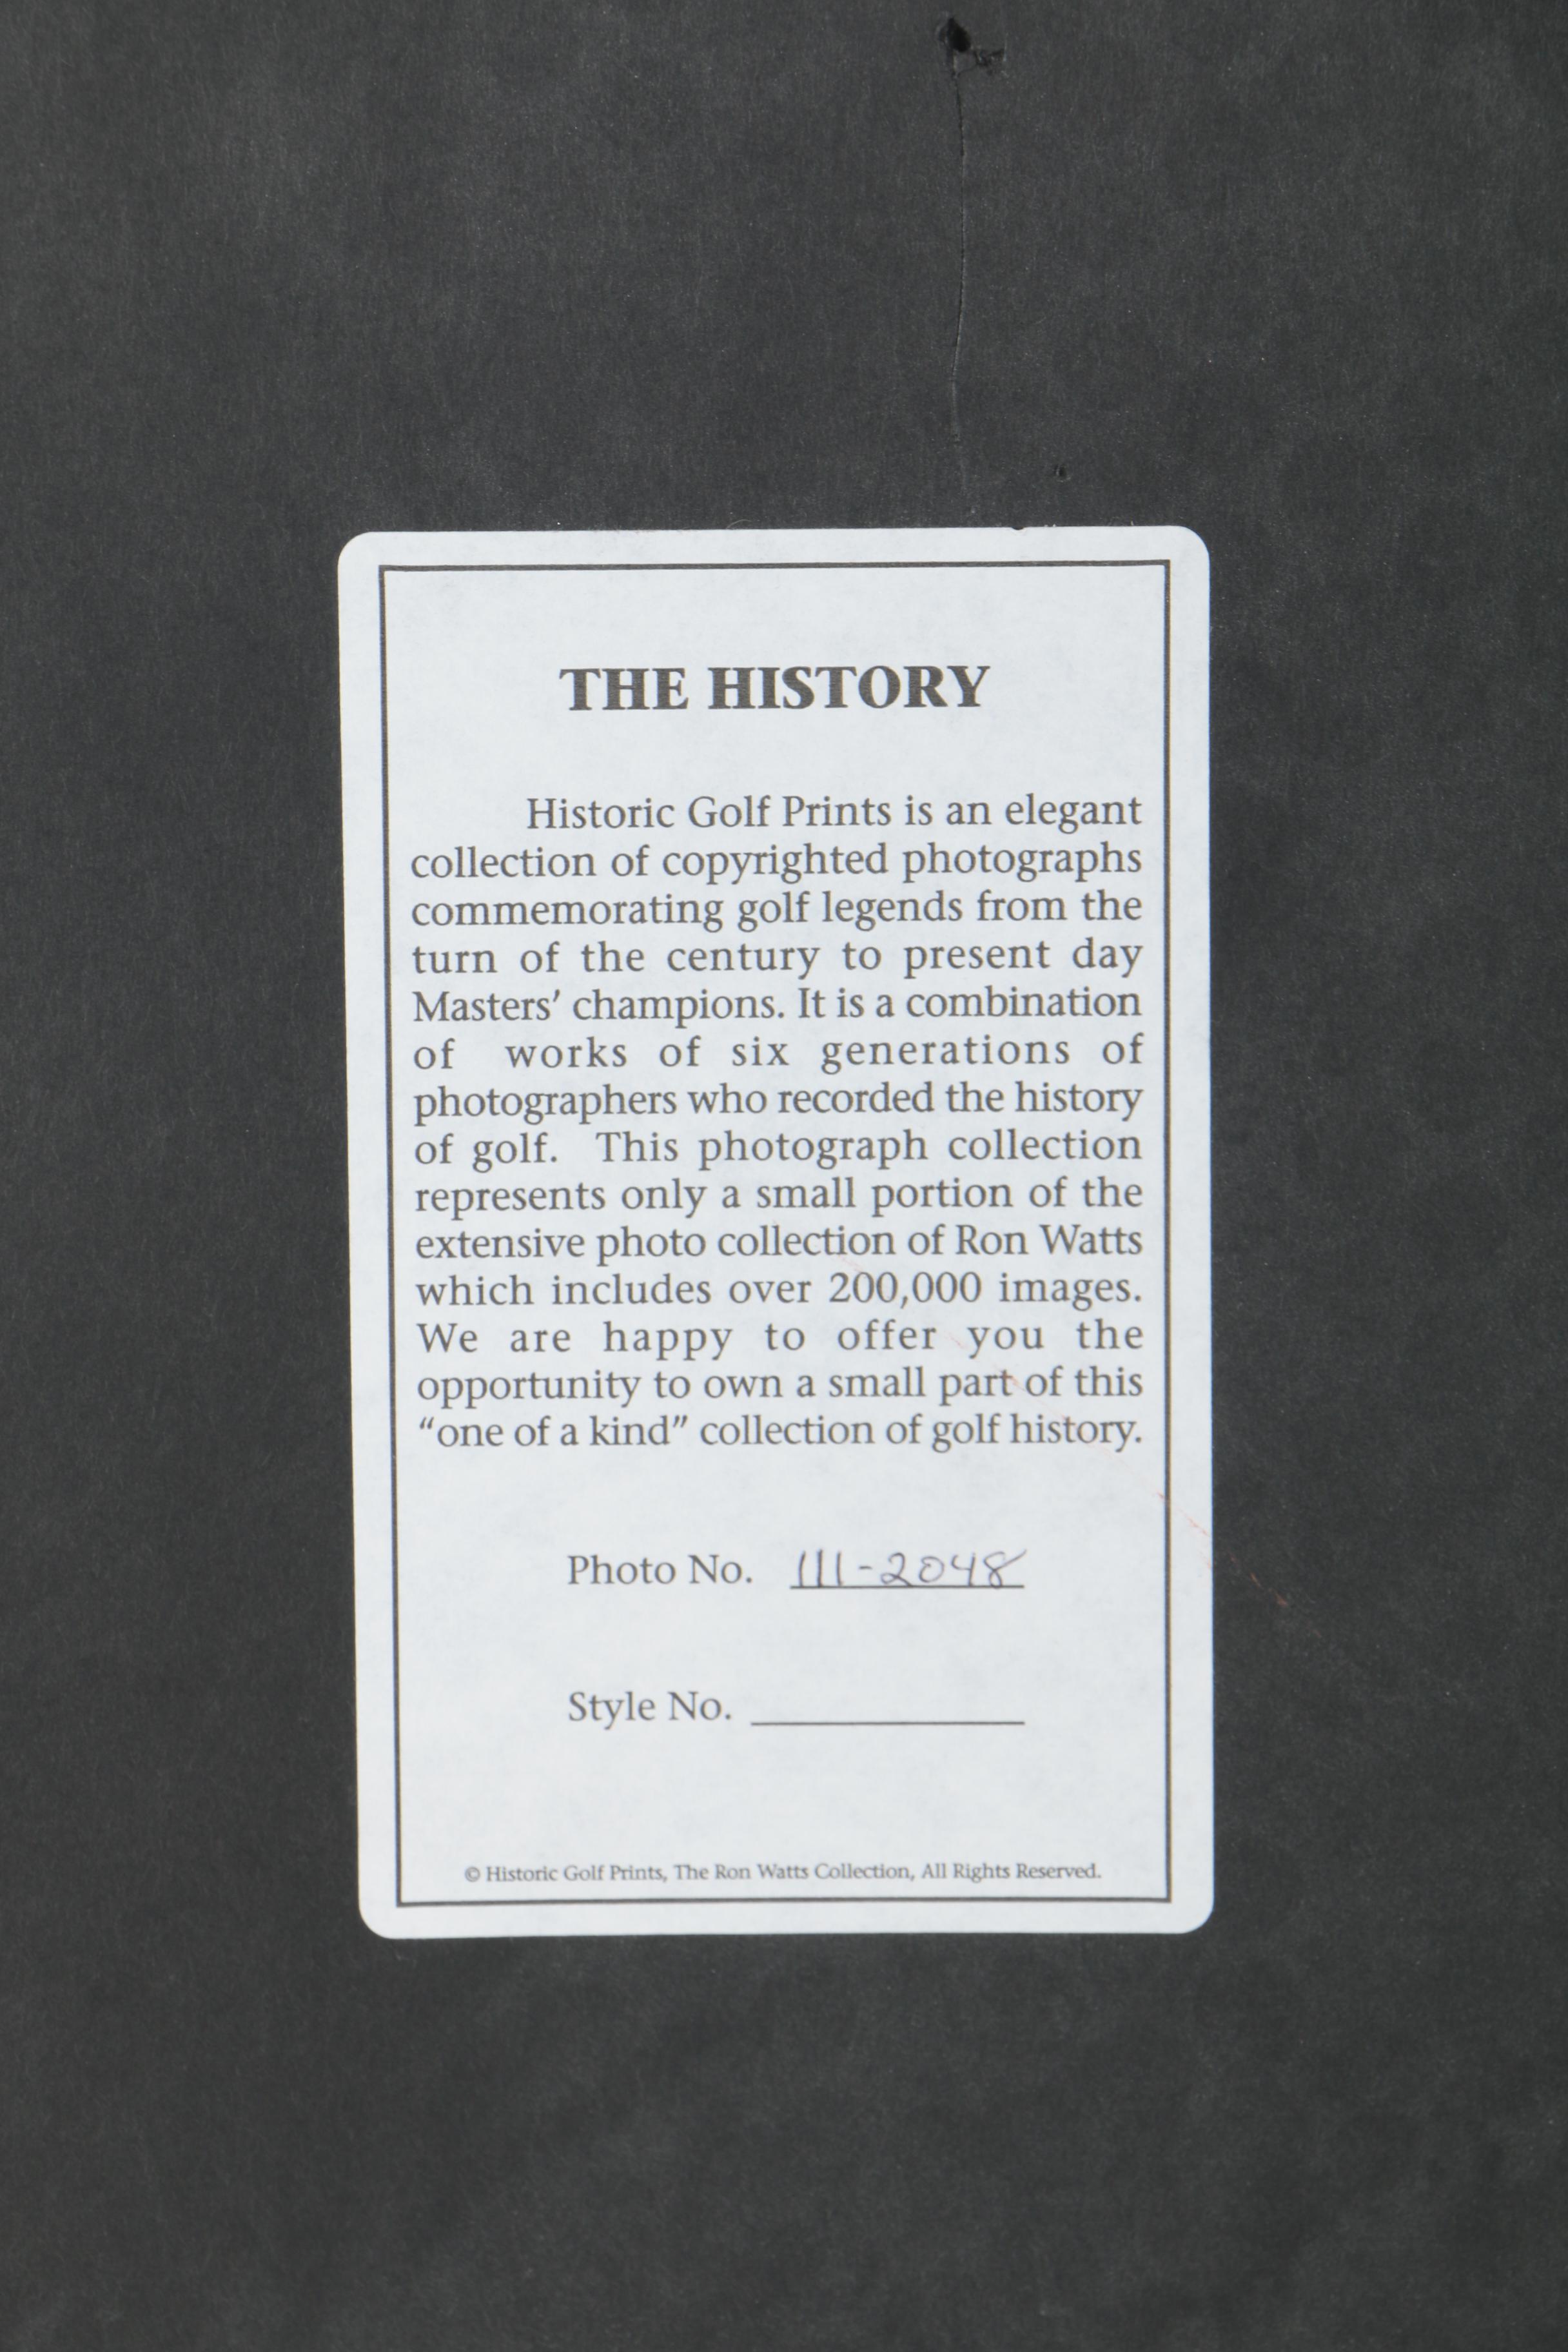 THE HISTORY
Historic Golf Prints is an elegant
collection of copyrighted photographs
commemorating golf legends from the
turn of the century to present day
Masters’ champions. It is a combination
of works of six generations of
photographers who recorded the history
of golf. This photograph collection
represents only a small portion of the
extensive photo collection of Ron Watts
which includes over 200,000 images.
We are happy to offer you the
opportunity to own a small part of this
“one of a kind” collection of golf history.
Photo No. 111-2048
Style No.
© Historic Golf Prints, The Ron Watts Collection, All Rights Reserved.